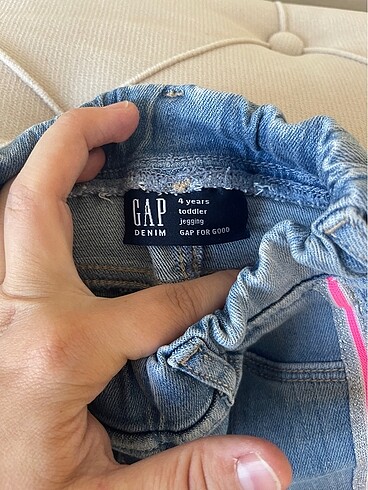 GAP
DENIM
4 years
toddler
jegging
GAP FOR GOOD